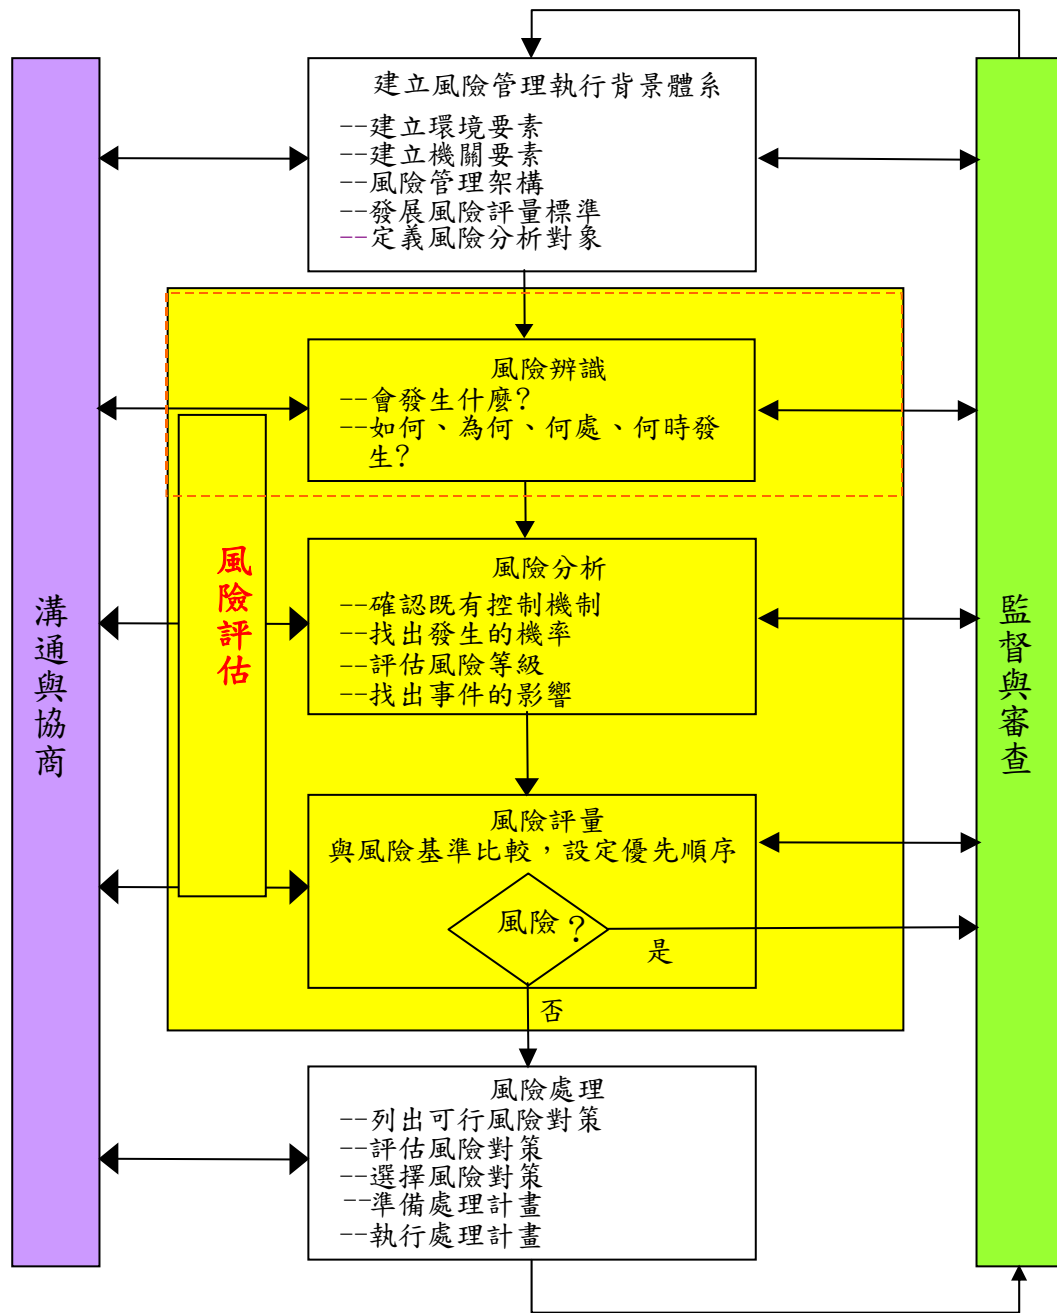 建立風險管理執行背景體系
--建立環境要素
--建立機關要素
--風險管理架構
--發展風險評量標準
--定義風險分析對象
風險辨識
--會發生什麼?
--如何、為何、何處、何時發
生?
風險評估
風險分析
--確認既有控制機制
--找出發生的機率
--評估風險等級
--找出事件的影響
溝通與協商
監督與審查
風險評量
與風險基準比較，設定優先順序
風險?
是
否
風險處理
--列出可行風險對策
--評估風險對策
--選擇風險對策
--準備處理計畫
--執行處理計畫